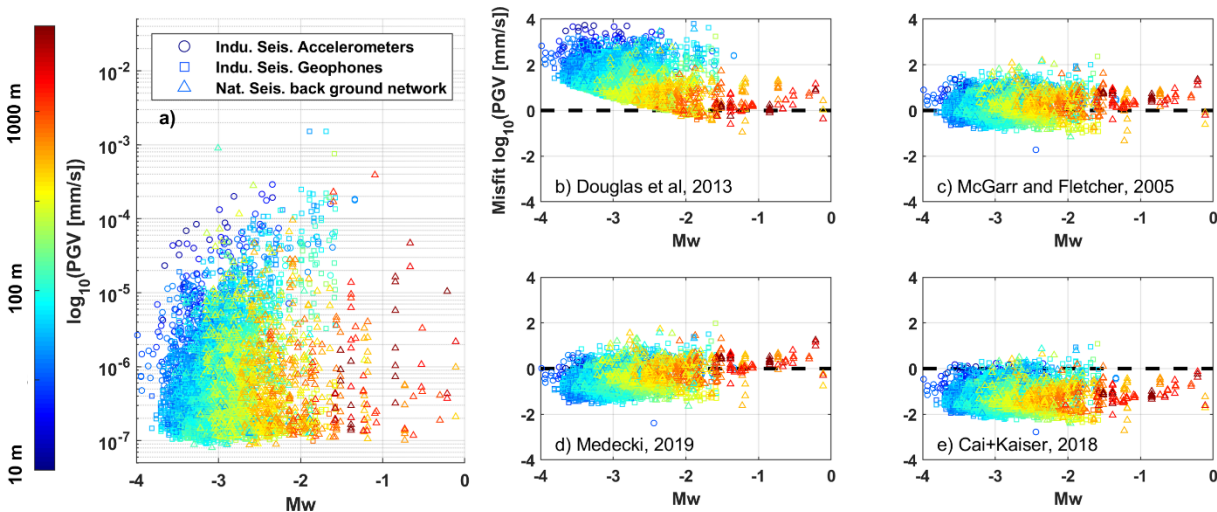 1000 m
100 m
10 m
log10(PGV [mm/s])
10-2
10-3
10-4
10-5
10-6
10-7
Indu. Seis. Accelerometers
Indu. Seis. Geophones
Nat. Seis. back ground network
a)
-4 -3 -2 -1 0
Mw
Misfit log10(PGV [mm/s])
4
2
0
-2
-4
b) Douglas et al, 2013
-4 -3 -2 -1 0
Mw
4
2
0
-2
-4
c) McGarr and Fletcher, 2005
-4 -3 -2 -1 0
Mw
4
2
0
-2
-4
d) Medecki, 2019
-4 -3 -2 -1 0
Mw
4
2
0
-2
-4
e) Cai+Kaiser, 2018
-4 -3 -2 -1 0
Mw